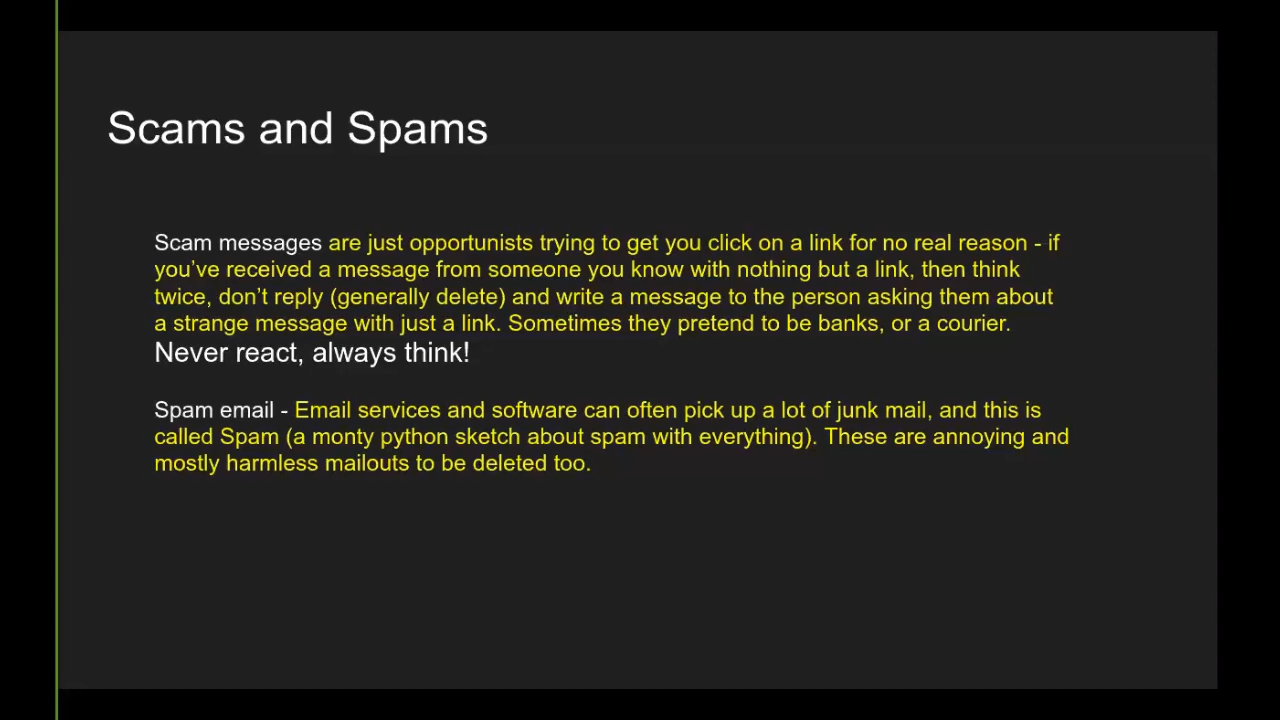 Scams and Spams
Scam messages are just opportunists trying to get you click on a link for no real reason - if
you’ve received a message from someone you know with nothing but a link, then think
twice, don’t reply (generally delete) and write a message to the person asking them about
a strange message with just a link. Sometimes they pretend to be banks, or a courier.
Never react, always think!
Spam email - Email services and software can often pick up a lot of junk mail, and this is
called Spam (a monty python sketch about spam with everything). These are annoying and
mostly harmless mailouts to be deleted too.